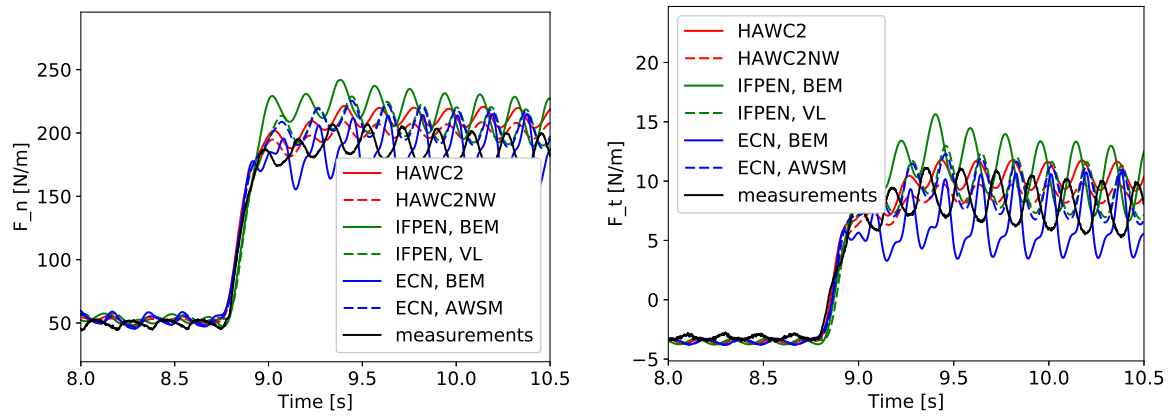 250
200
150
100
50
F_n [N/m]
8.0 8.5 9.0 9.5 10.0 10.5
Time [s]
HAWC2
HAWC2NW
IFPEN, BEM
IFPEN, VL
ECN, BEM
ECN, AWSM
measurements
20
15
10
5
0
−5
F_t [N/m]
8.0 8.5 9.0 9.5 10.0 10.5
Time [s]
HAWC2
HAWC2NW
IFPEN, BEM
IFPEN, VL
ECN, BEM
ECN, AWSM
measurements